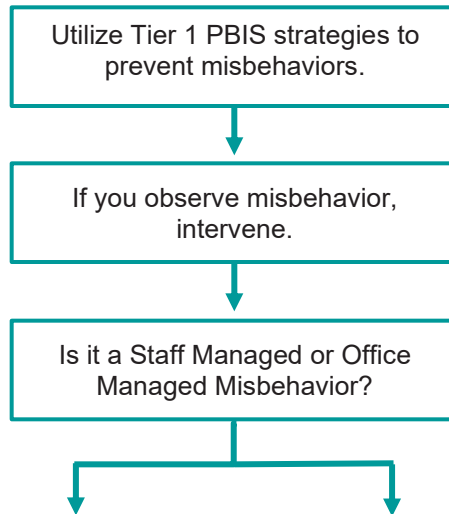 Utilize Tier 1 PBIS strategies to
prevent misbehaviors.
If you observe misbehavior,
intervene.
Is it a Staff Managed or Office
Managed Misbehavior?